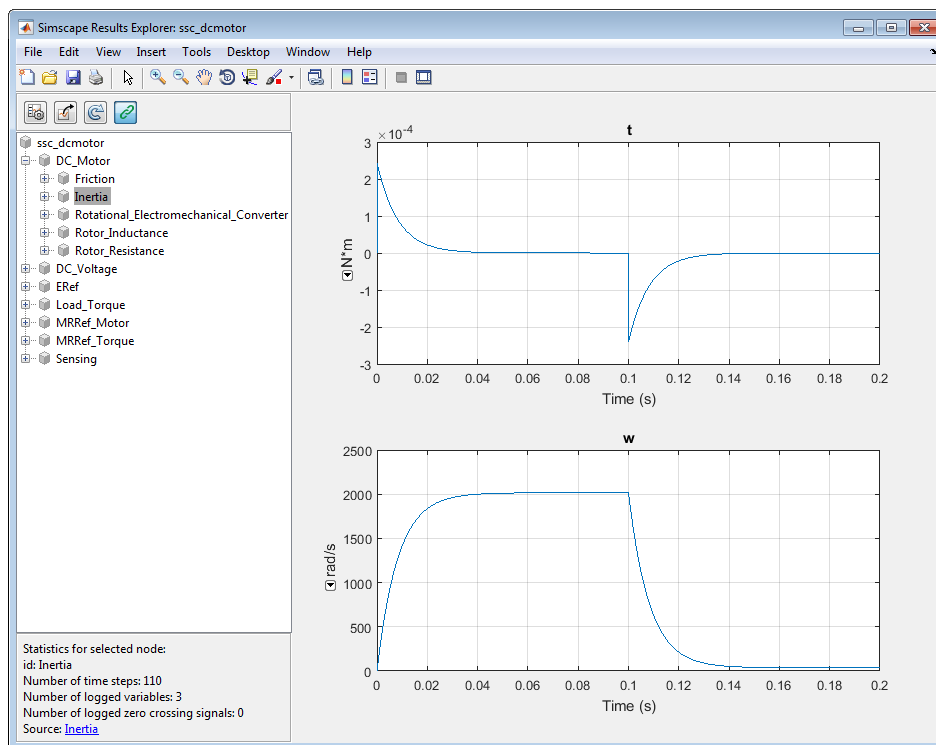 Simscape Results Explorer: ssc_dcmotor
File Edit View Insert Tools Desktop Window Help
ssc_dcmotor
DC_Motor
Friction
Inertia
Rotational_Electromechanical_Converter
Rotor_Inductance
Rotor_Resistance
DC_Voltage
ERef
Load_Torque
MRRef_Motor
MRRef_Torque
Sensing
Statistics for selected node:
id: Inertia
Number of time steps: 110
Number of logged variables: 3
Number of logged zero crossing signals: 0
Source: Inertia
t
×10⁻⁴
3
2
1
0
-1
-2
-3
N*m
0 0.02 0.04 0.06 0.08 0.1 0.12 0.14 0.16 0.18 0.2
Time (s)
w
2500
2000
1500
1000
500
0
rad/s
0 0.02 0.04 0.06 0.08 0.1 0.12 0.14 0.16 0.18 0.2
Time (s)